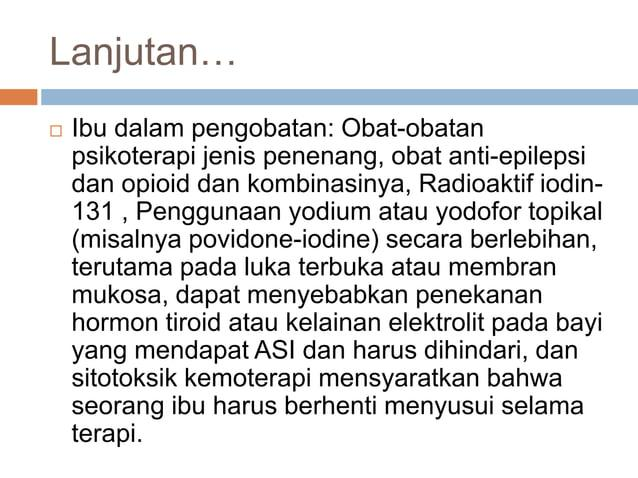 Lanjutan…
Ibu dalam pengobatan: Obat-obatan
psikoterapi jenis penenang, obat anti-epilepsi
dan opioid dan kombinasinya, Radioaktif iodin-
131 , Penggunaan yodium atau yodofor topikal
(misalnya povidone-iodine) secara berlebihan,
terutama pada luka terbuka atau membran
mukosa, dapat menyebabkan penekanan
hormon tiroid atau kelainan elektrolit pada bayi
yang mendapat ASI dan harus dihindari, dan
sitotoksik kemoterapi mensyaratkan bahwa
seorang ibu harus berhenti menyusui selama
terapi.